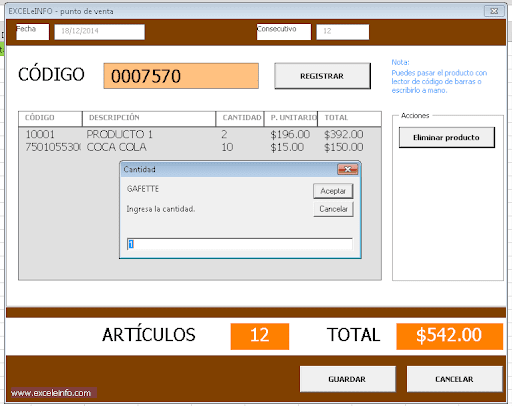 EXCELeINFO - punto de venta
Fecha 18/12/2014 Consecutivo 12
CÓDIGO 0007570 REGISTRAR
Nota:
Puedes pasar el producto con
lector de código de barras o
escribirlo a mano.
CÓDIGO DESCRIPCIÓN CANTIDAD P. UNITARIO TOTAL
10001 PRODUCTO 1 2 $196.00 $392.00
750105530 COCA COLA 10 $15.00 $150.00
Acciones
Eliminar producto
Cantidad
GAFETTE
Aceptar
Ingresa la cantidad.
Cancelar
1
ARTÍCULOS 12 TOTAL $542.00
GUARDAR CANCELAR
www.exceleinfo.com